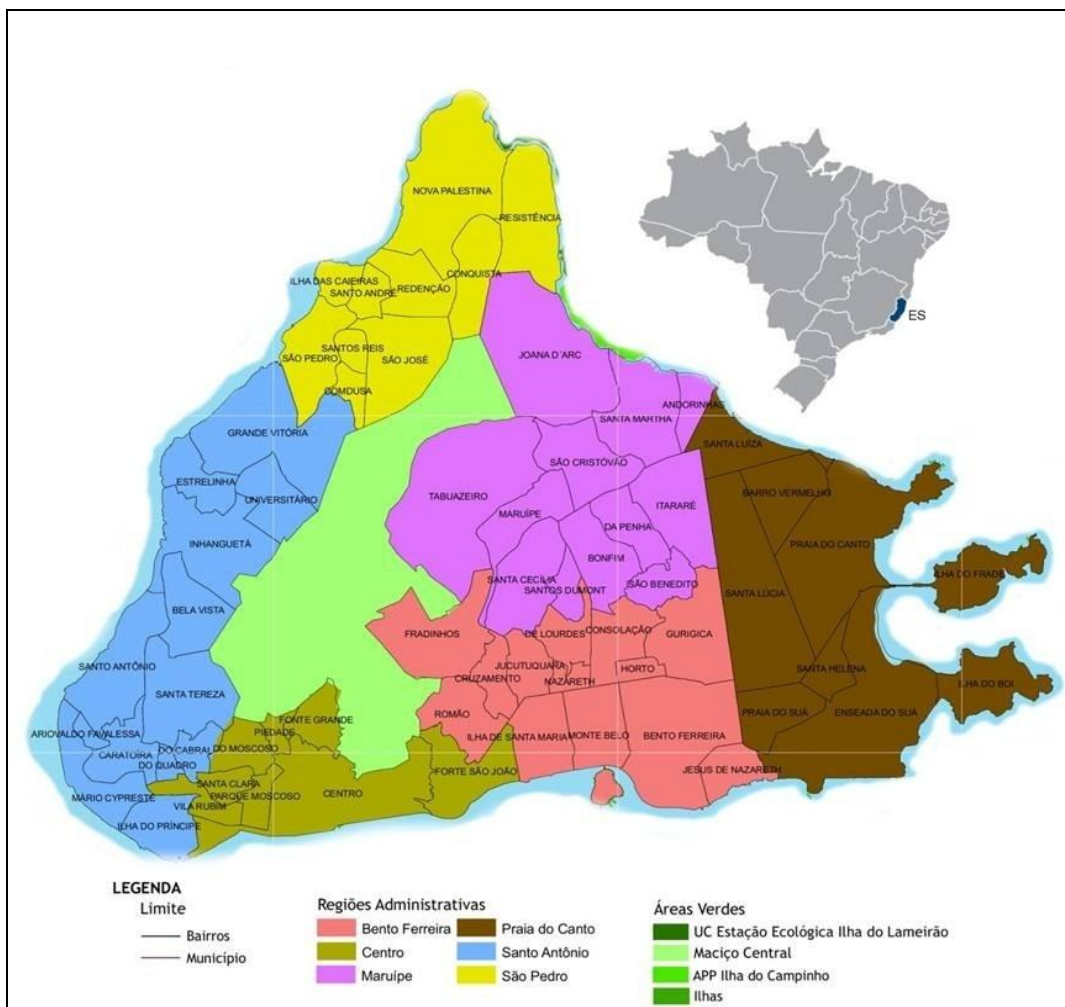 NOVA PALESTINA
RESISTÊNCIA
ILHA DAS CAIEIRAS
SANTO ANDRÉ
REDENÇÃO
CONQUISTA
ES
SANTOS REIS
SÃO PEDRO
SÃO JOSÉ
JOANA D´ARC
COMDUSA
ANDORINHAS
SANTA MARTHA
GRANDE VITÓRIA
SANTA LUÍZA
SÃO CRISTÓVÃO
ESTRELINHA
UNIVERSITÁRIO
TABUAZEIRO
BARRO VERMELHO
ITARARÉ
MARUÍPE
DA PENHA
INHANGUETÁ
BONFIM
PRAIA DO CANTO
SANTA CECÍLIA
SANTOS DUMONT
SÃO BENEDITO
ILHA DO FRADE
SANTA LÚCIA
BELA VISTA
FRADINHOS
DE LOURDES
CONSOLAÇÃO
GURIGICA
SANTO ANTÔNIO
JUCUTUQUARA
HORTO
SANTA HELENA
CRUZAMENTO
NAZARETH
ILHA DO BOI
SANTA TEREZA
ROMÃO
PRAIA DO SUÁ
ENSEADA DO SUÁ
FONTE GRANDE
PIEDADE
ARIOVALDO FAVALESSA
ILHA DE SANTA MARIA
MONTE BELO
BENTO FERREIRA
DO CABRAL
DO MOSCOSO
CARATOÍRA
DO QUADRO
FORTE SÃO JOÃO
JESUS DE NAZARETH
SANTA CLARA
PARQUE MOSCOSO
CENTRO
MÁRIO CYPRESTE
VILA RUBIM
ILHA DO PRÍNCIPE
LEGENDA
Limite
Bairros
Município
Regiões Administrativas
Bento Ferreira
Centro
Maruípe
Praia do Canto
Santo Antônio
São Pedro
Áreas Verdes
UC Estação Ecológica Ilha do Lameirão
Maciço Central
APP Ilha do Campinho
Ilhas